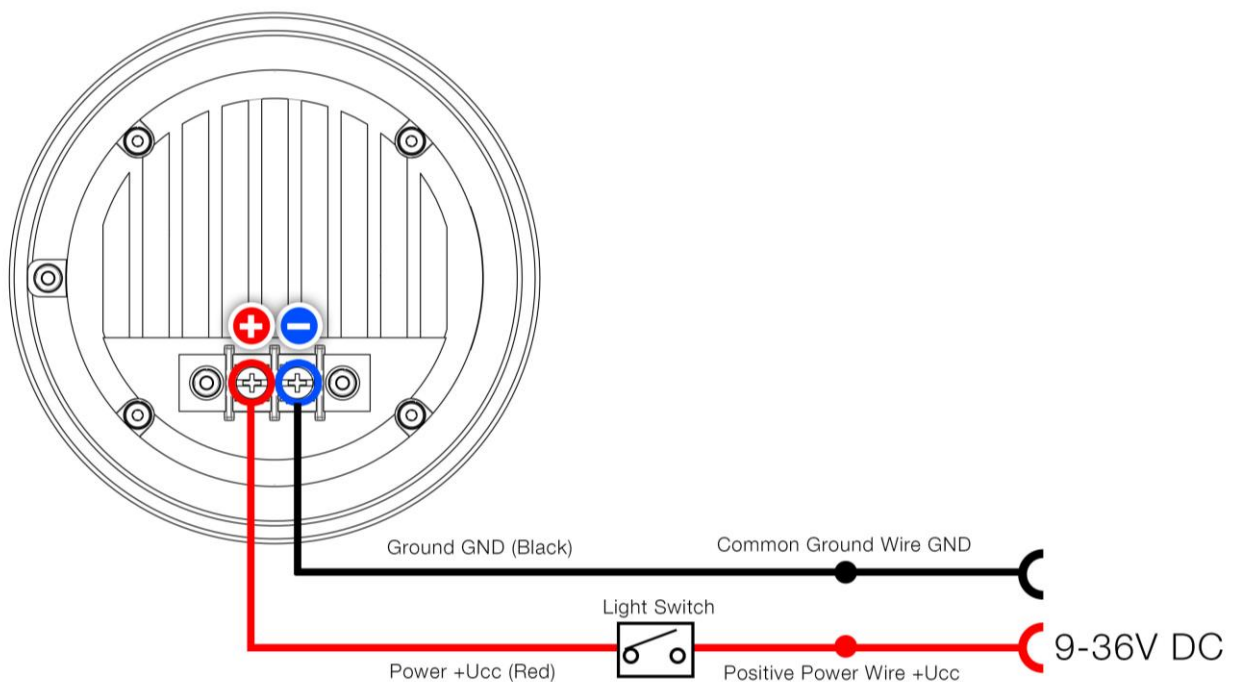 + −
Ground GND (Black)
Common Ground Wire GND
Light Switch
9-36V DC
Power +Ucc (Red)
Positive Power Wire +Ucc